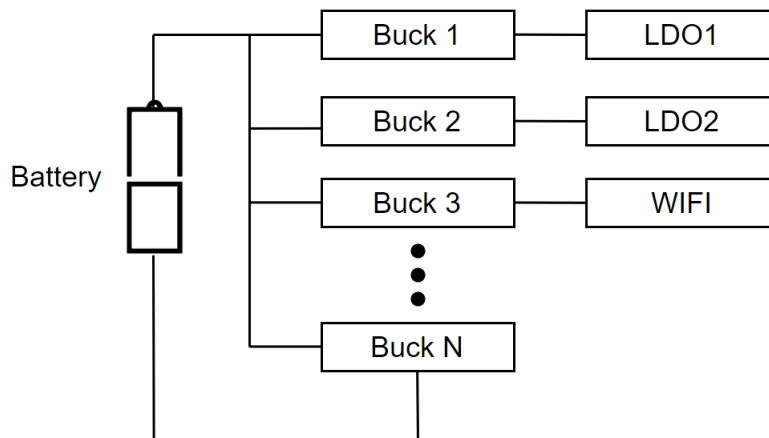 Buck 1
LDO1
Buck 2
LDO2
Battery
Buck 3
WIFI
Buck N